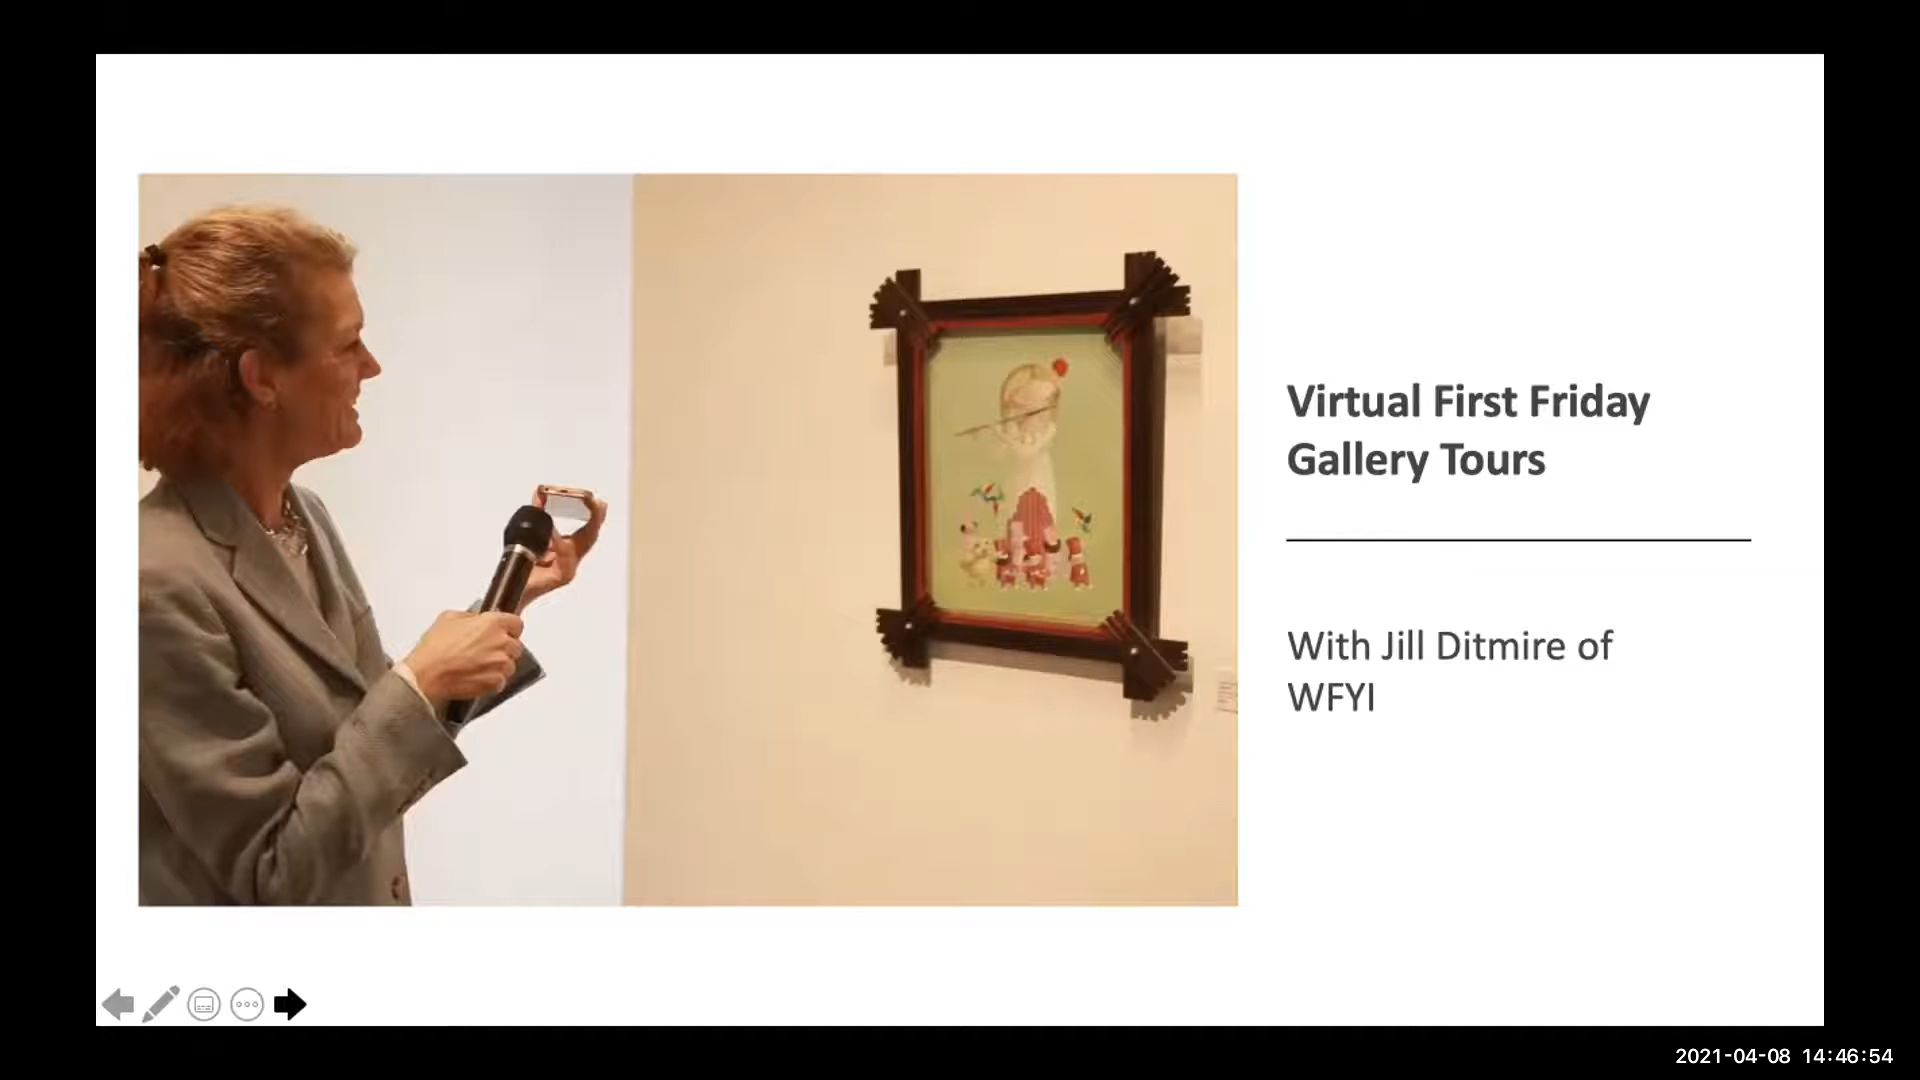 Virtual First Friday
Gallery Tours
With Jill Ditmire of
WFYI
2021-04-08 14:46:54